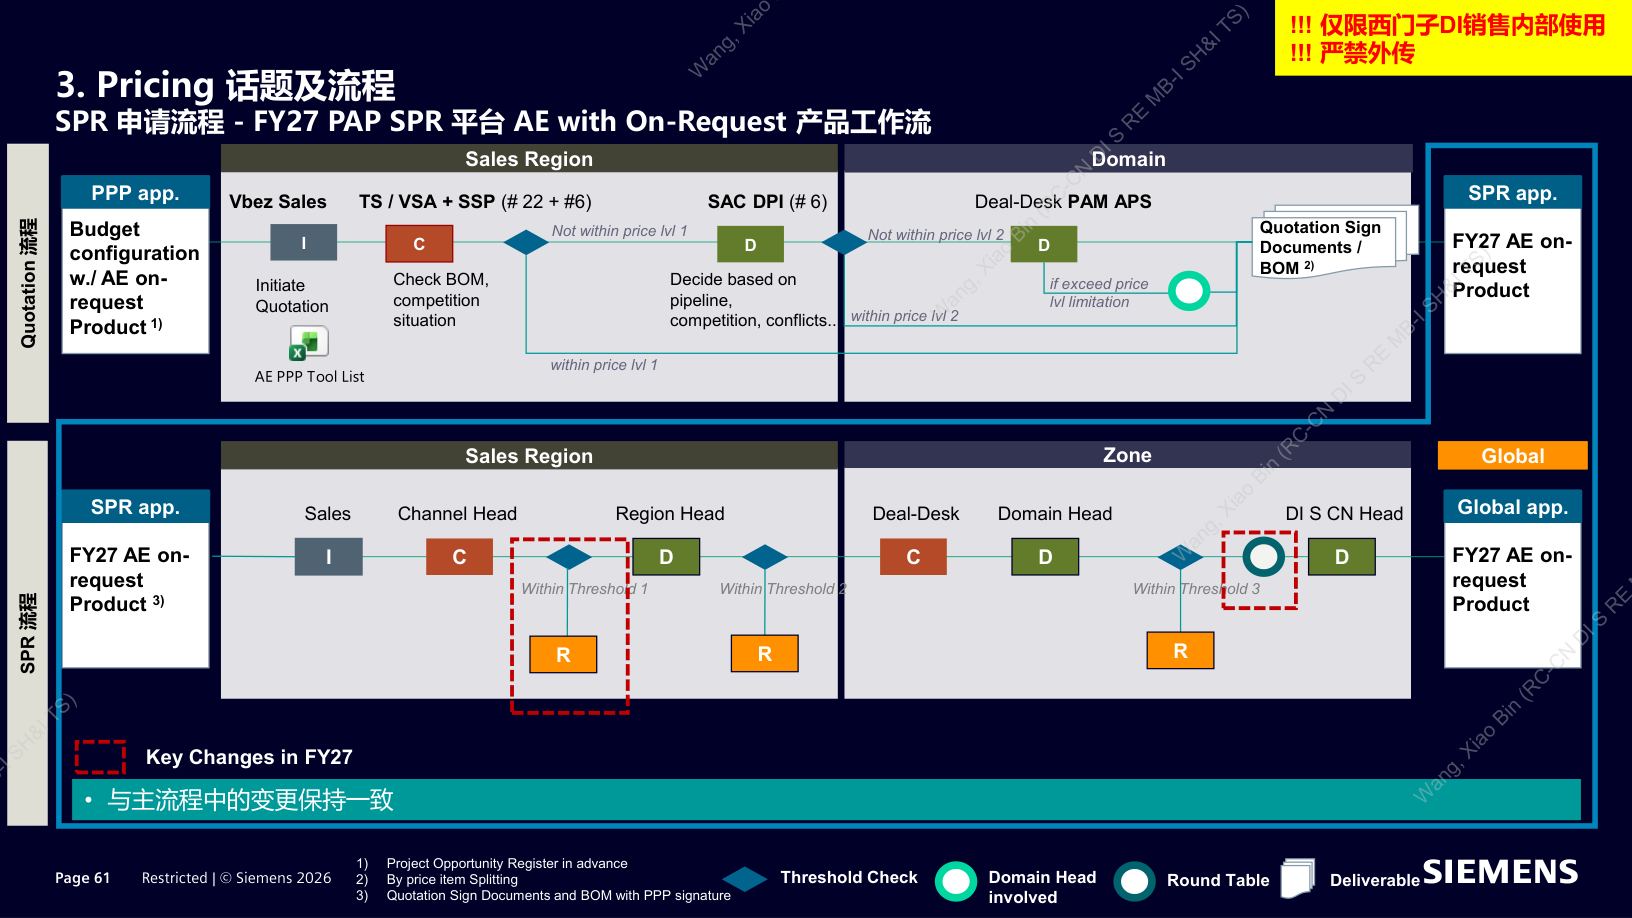 !!! 仅限西门子DI销售内部使用
!!! 严禁外传
3. Pricing 话题及流程
SPR 申请流程 - FY27 PAP SPR 平台 AE with On-Request 产品工作流
Quotation 流程
PPP app.
Budget
configuration
w./ AE on-
request
Product 1)
Sales Region
Vbez Sales
TS / VSA + SSP (# 22 + #6)
SAC DPI (# 6)
I
C
Not within price lvl 1
D
Initiate
Quotation
Check BOM,
competition
situation
Decide based on
pipeline,
competition, conflicts..
AE PPP Tool List
within price lvl 1
Domain
Deal-Desk PAM APS
Not within price lvl 2
D
if exceed price
lvl limitation
within price lvl 2
Quotation Sign
Documents /
BOM 2)
SPR app.
FY27 AE on-
request
Product
SPR 流程
SPR app.
FY27 AE on-
request
Product 3)
Sales Region
Sales
Channel Head
Region Head
I
C
D
Within Threshold 1
Within Threshold 2
R
R
Zone
Deal-Desk
Domain Head
DI S CN Head
C
D
D
Within Threshold 3
R
Global
Global app.
FY27 AE on-
request
Product
Key Changes in FY27
• 与主流程中的变更保持一致
Page 61
Restricted | © Siemens 2026
1) Project Opportunity Register in advance
2) By price item Splitting
3) Quotation Sign Documents and BOM with PPP signature
Threshold Check
Domain Head
involved
Round Table
Deliverable
SIEMENS
Wang, Xiao Bin (RC-CN DI S RE MB-I SH&I TS)